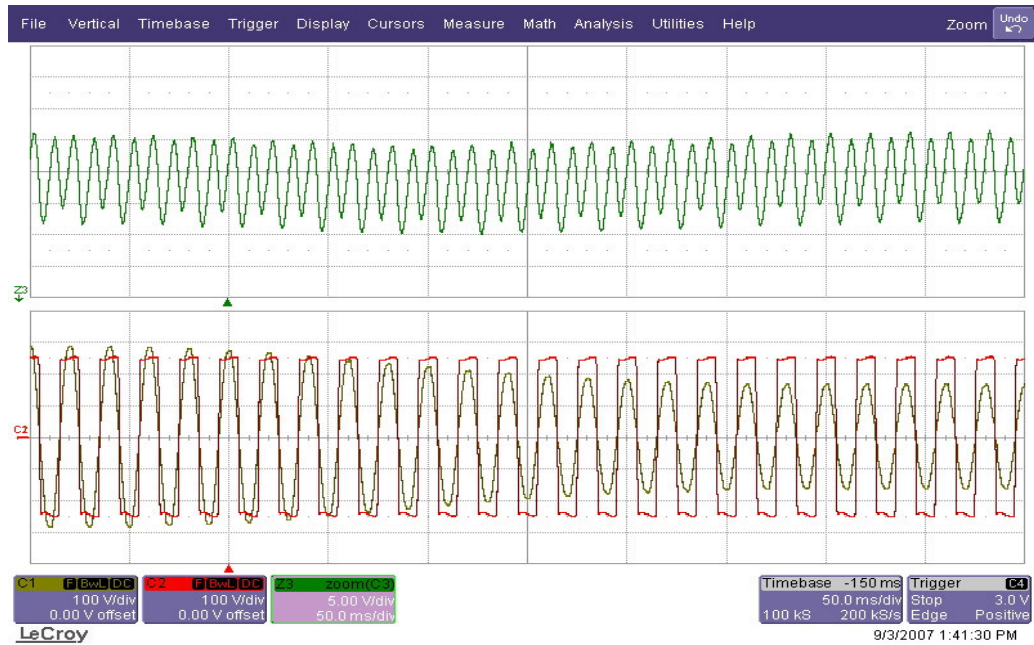 File Vertical Timebase Trigger Display Cursors Measure Math Analysis Utilities Help Zoom Undo
Z3
C2
C1 F BwL DC C2 F BwL DC Z3 zoom(C3) Timebase -150 ms Trigger C4
100 V/div 100 V/div 5.00 V/div 50.0 ms/div Stop 3.0 V
0.00 V offset 0.00 V offset 50.0 ms/div 100 kS 200 kS/s Edge Positive
LeCroy 9/3/2007 1:41:30 PM